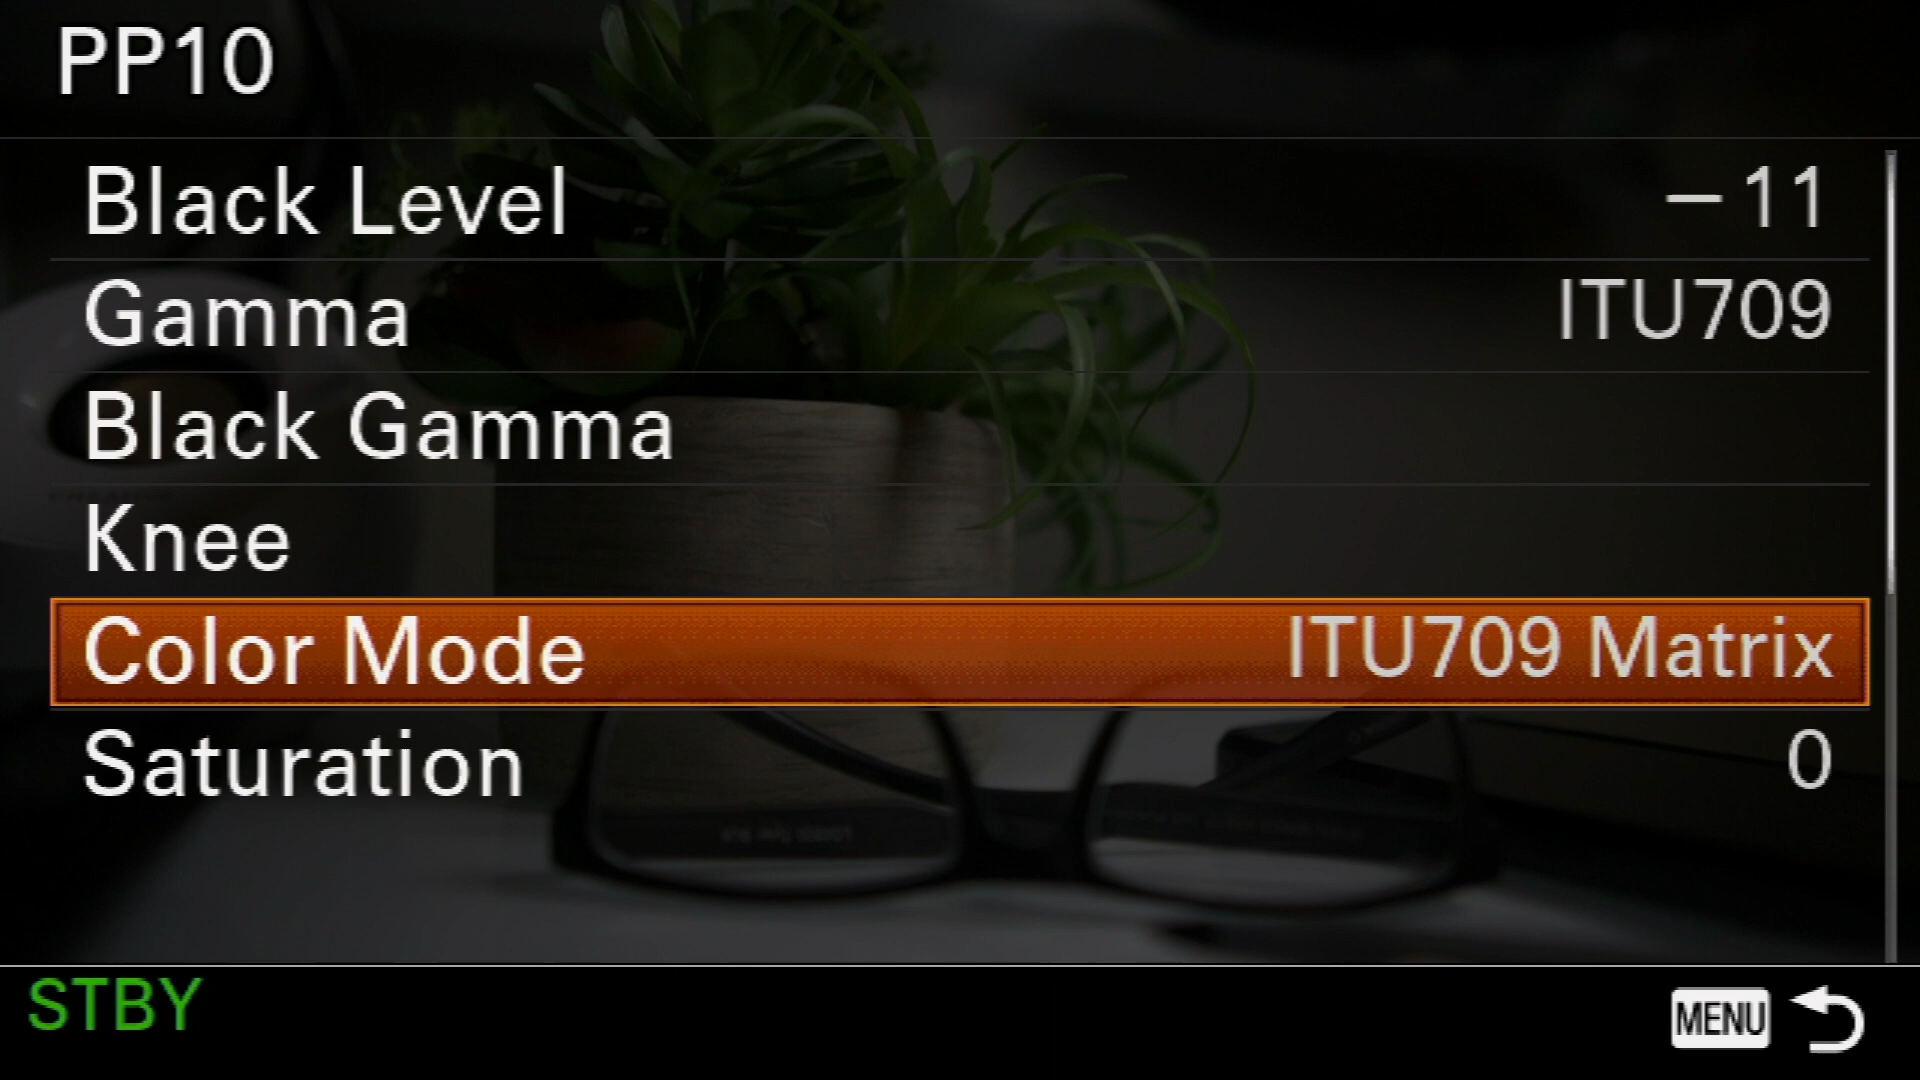 PP10
Black Level −11
Gamma ITU709
Black Gamma
Knee
Color Mode ITU709 Matrix
Saturation 0
STBY MENU